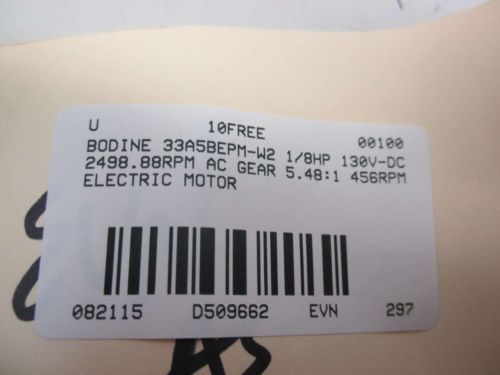 U 10FREE 00100
BODINE 33A5BEPM-W2 1/8HP 130V-DC
2498.88RPM AC GEAR 5.48:1 456RPM
ELECTRIC MOTOR
082115 D509662 EVN 297